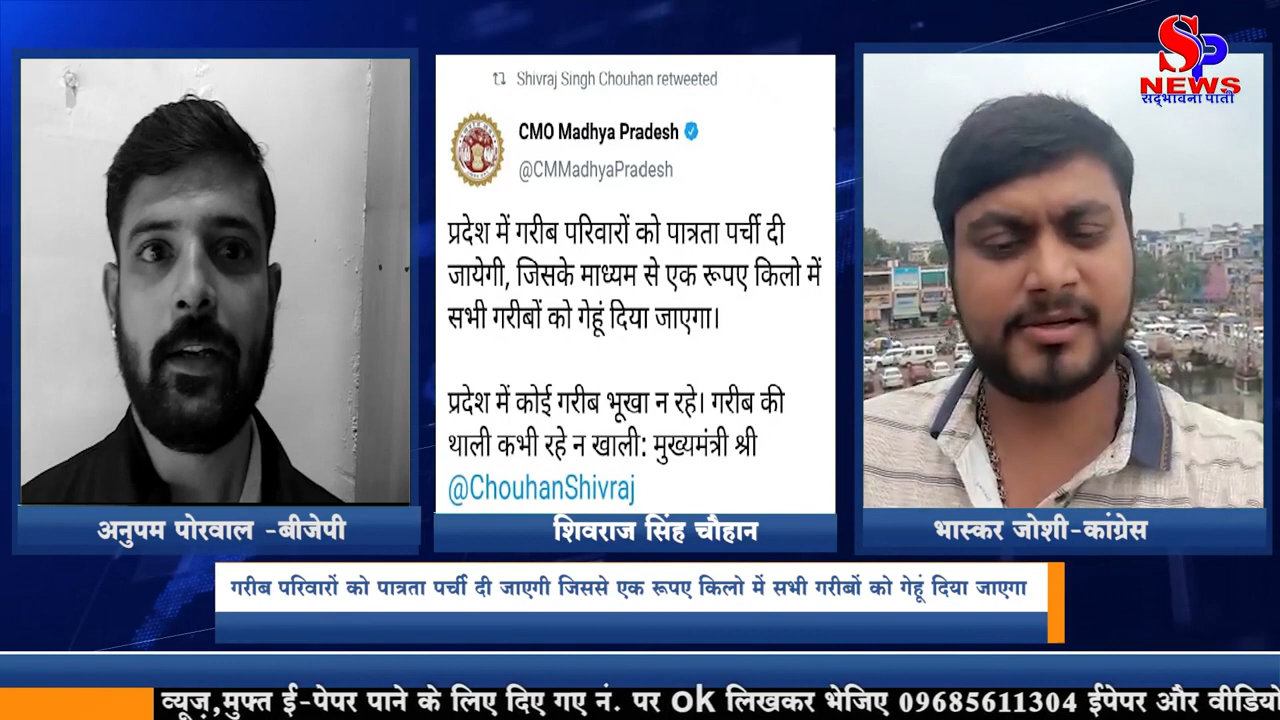 SP
NEWS
सद्भावना पाती
Shivraj Singh Chouhan retweeted
CMO Madhya Pradesh
@CMMadhyaPradesh
प्रदेश में गरीब परिवारों को पात्रता पर्ची दी
जायेगी, जिसके माध्यम से एक रूपए किलो में
सभी गरीबों को गेहूं दिया जाएगा।
प्रदेश में कोई गरीब भूखा न रहे। गरीब की
थाली कभी रहे न खाली: मुख्यमंत्री श्री
@ChouhanShivraj
अनुपम पोरवाल -बीजेपी
शिवराज सिंह चौहान
भास्कर जोशी-कांग्रेस
गरीब परिवारों को पात्रता पर्ची दी जाएगी जिससे एक रूपए किलो में सभी गरीबों को गेहूं दिया जाएगा
व्यूज़,मुफ्त ई-पेपर पाने के लिए दिए गए नं. पर ok लिखकर भेजिए 09685611304 ईपेपर और वीडियो